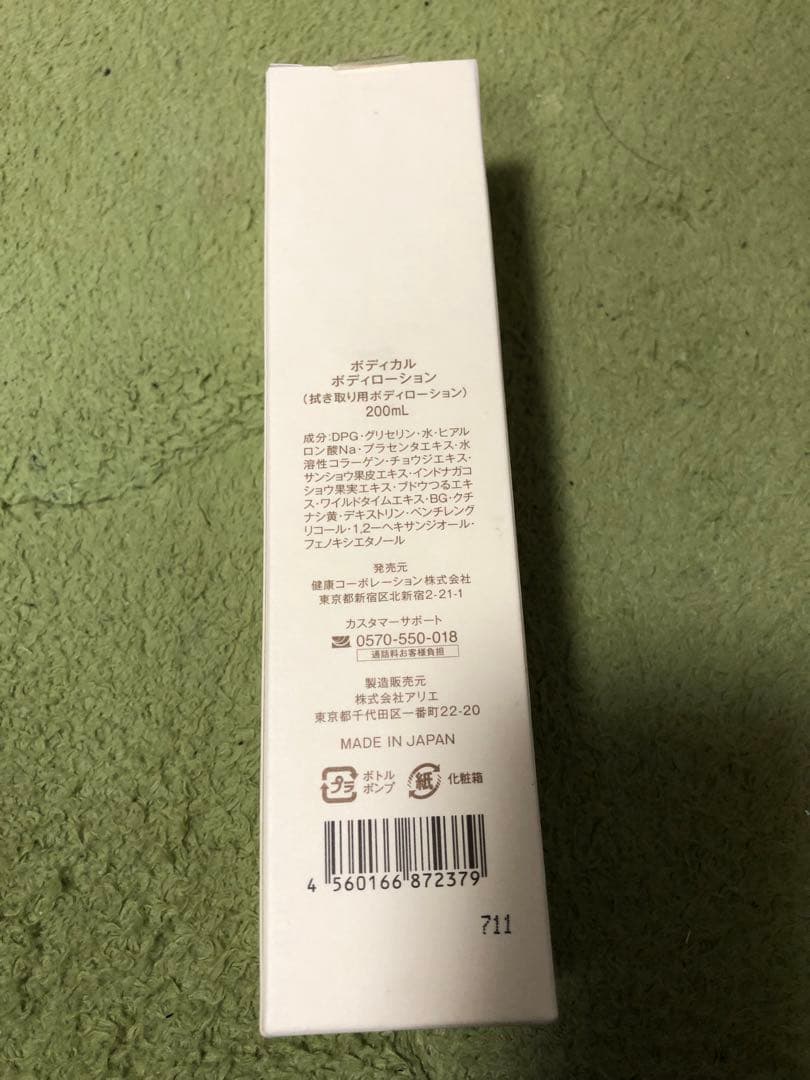 ボディカル
ボディローション
(拭き取り用ボディローション)
200mL
成分:DPG・グリセリン・水・ヒアル
ロン酸Na・プラセンタエキス・水
溶性コラーゲン・チョウジエキス・
サンショウ果皮エキス・インドナガコ
ショウ果実エキス・ブドウつるエキ
ス・ワイルドタイムエキス・BG・クチ
ナシ黄・デキストリン・ペンチレング
リコール・1,2ーヘキサンジオール・
フェノキシエタノール
発売元
健康コーポレーション株式会社
東京都新宿区北新宿2-21-1
カスタマーサポート
0570-550-018
通話料お客様負担
製造販売元
株式会社アリエ
東京都千代田区一番町22-20
MADE IN JAPAN
プラ ボトル ポンプ 紙 化粧箱
4 560166 872379
711